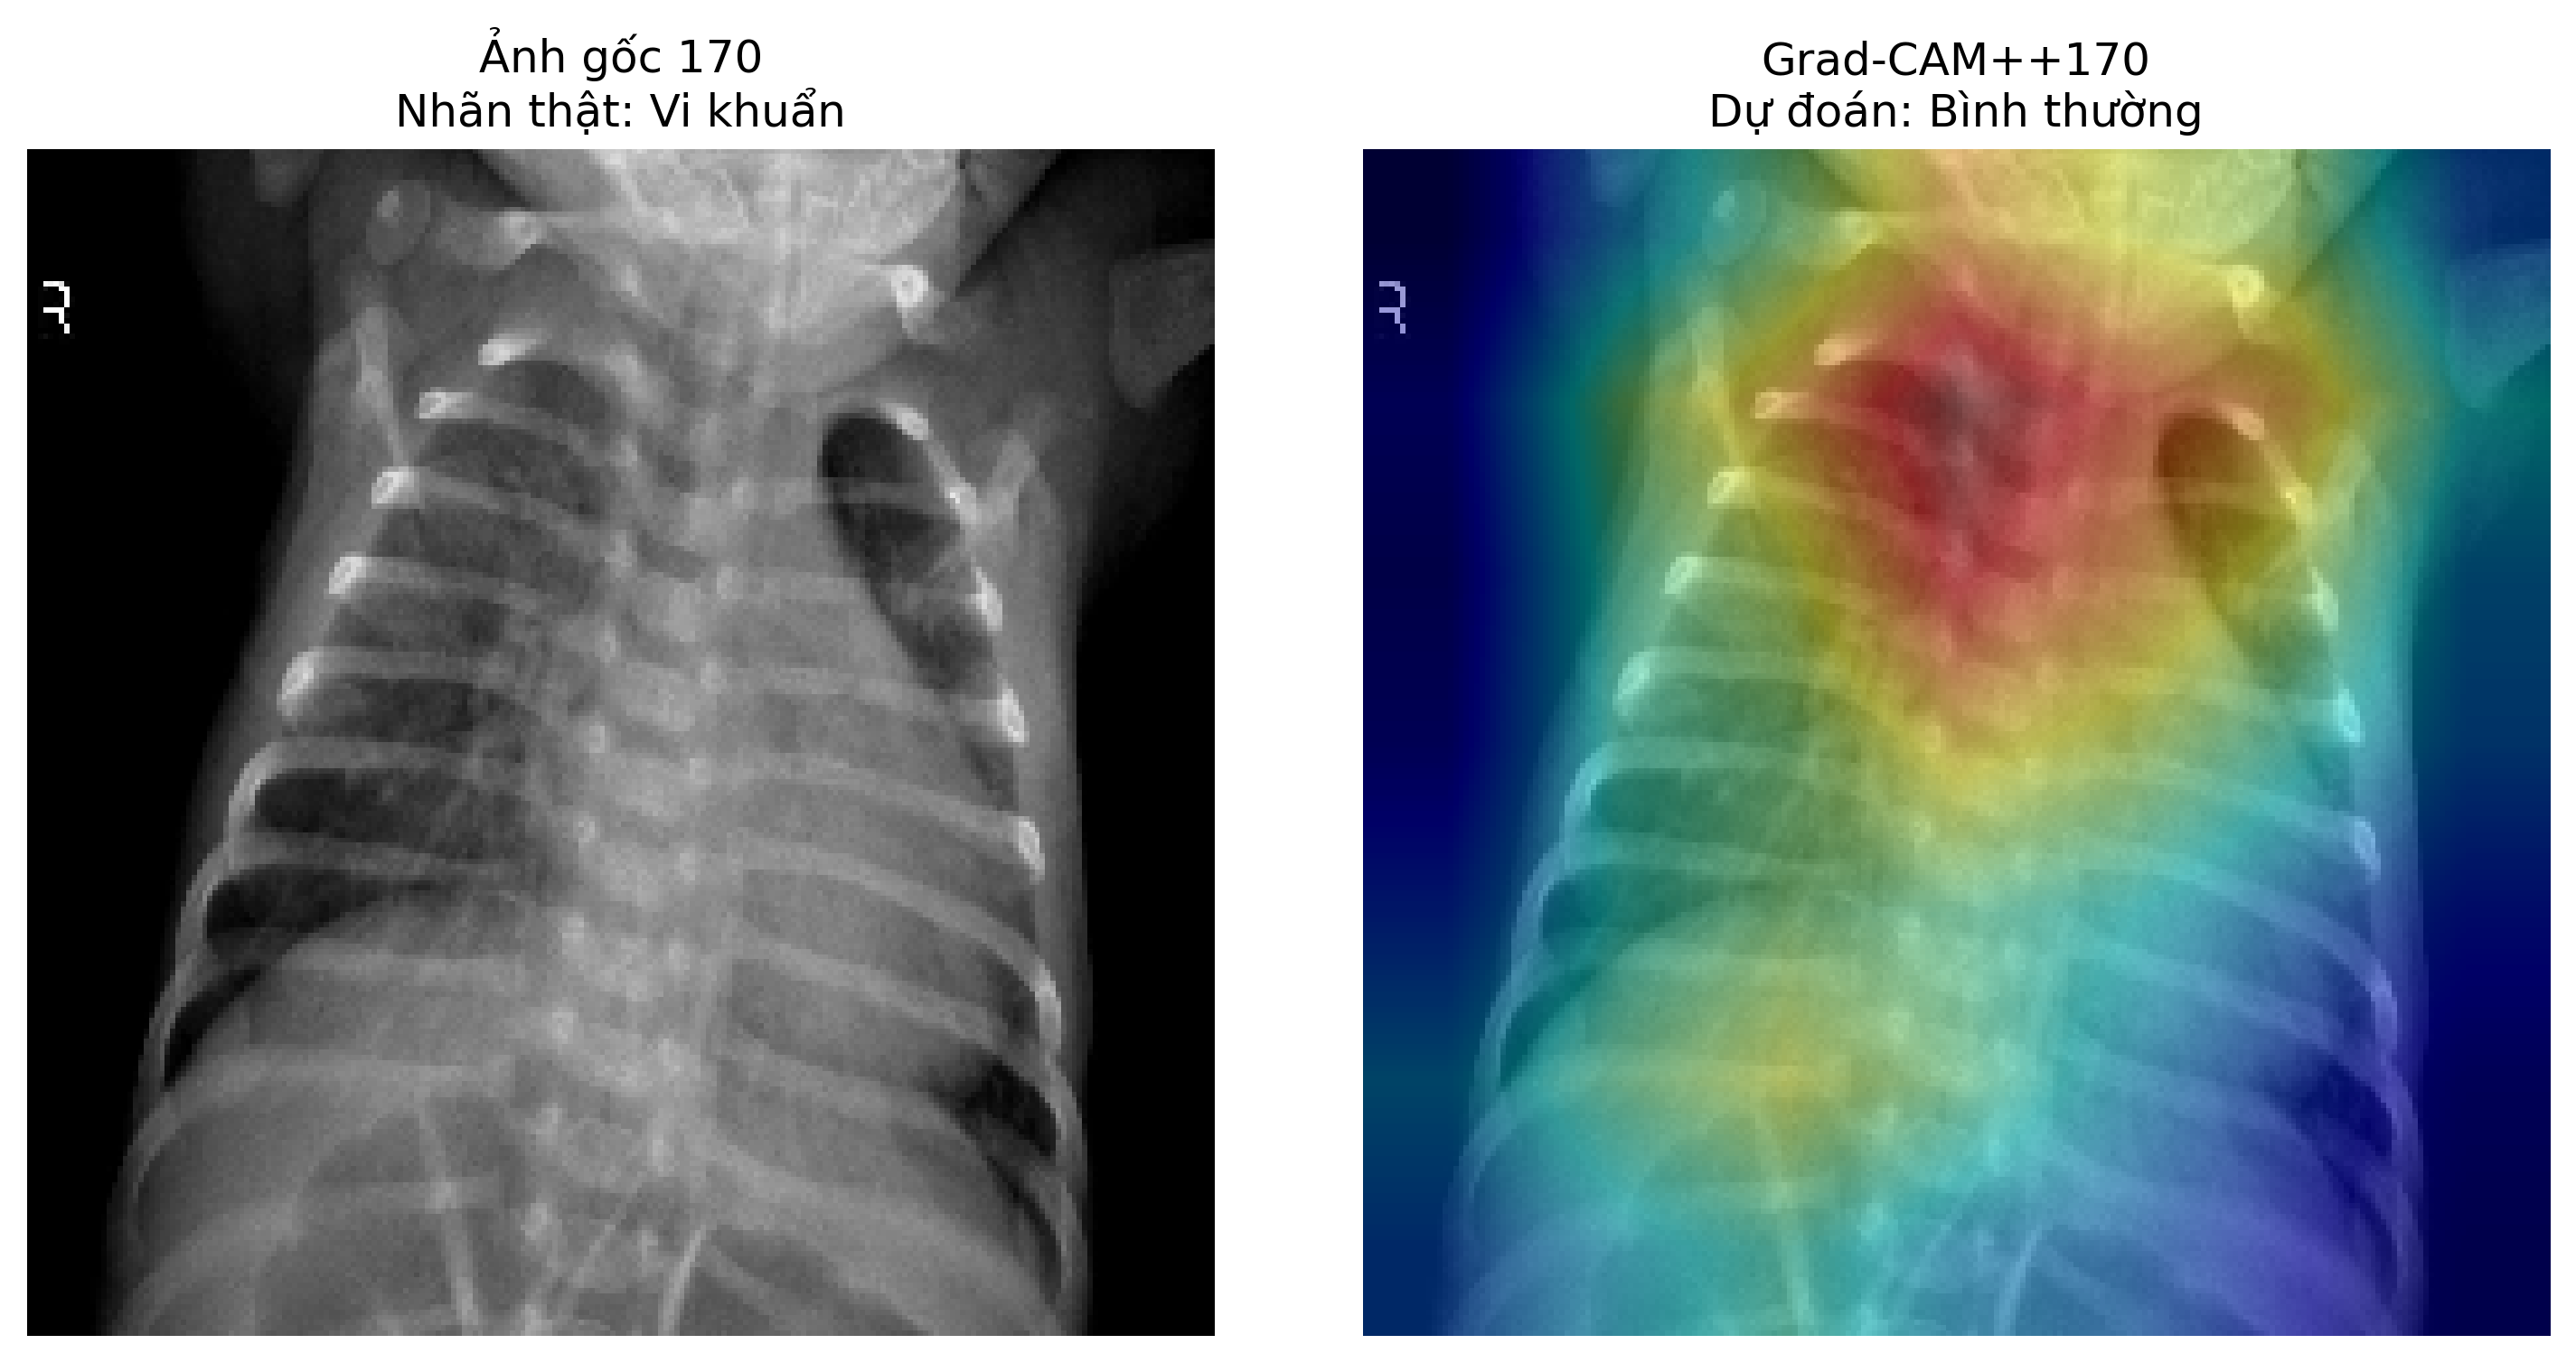 Ảnh gốc 170
Nhãn thật: Vi khuẩn
Grad-CAM++170
Dự đoán: Bình thường
R
R